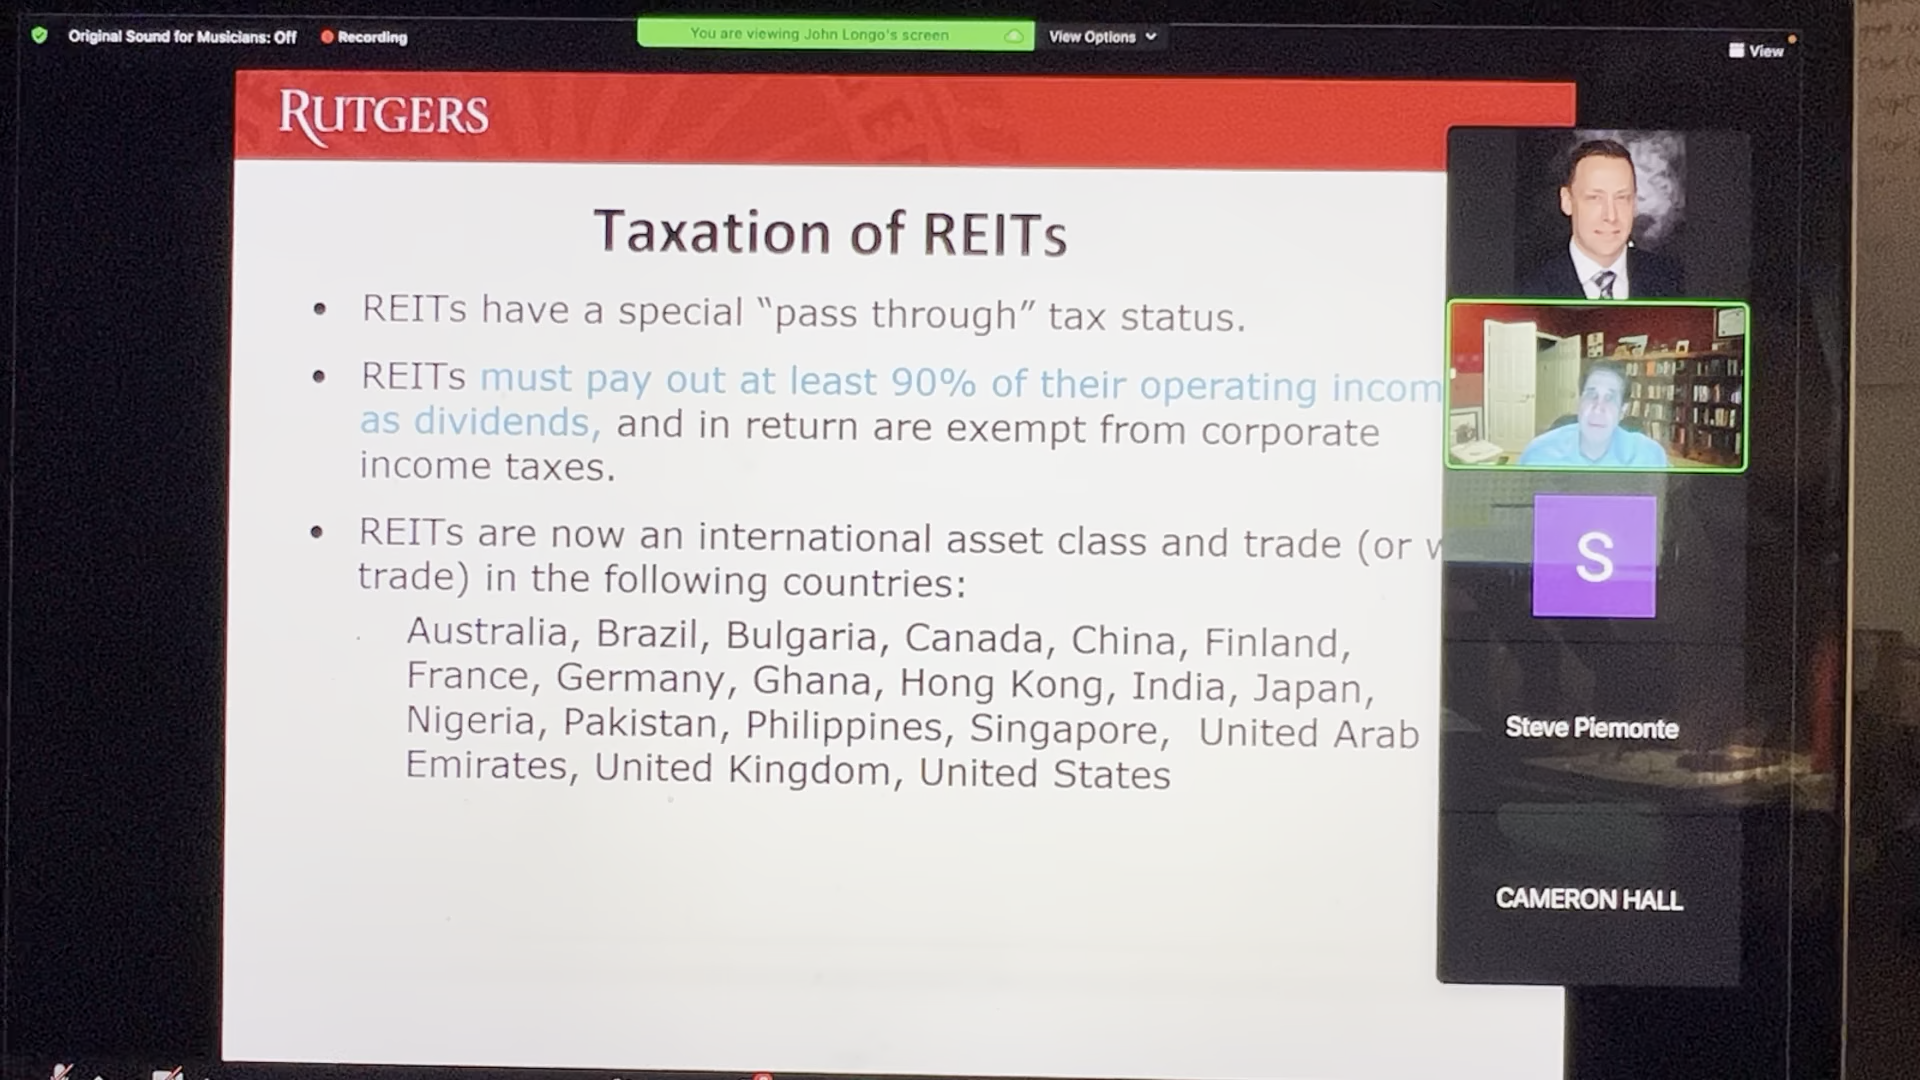 Original Sound for Musicians: Off
Recording
You are viewing John Longo's screen
View Options
View
RUTGERS
Taxation of REITs
• REITs have a special “pass through” tax status.
• REITs must pay out at least 90% of their operating incom
as dividends, and in return are exempt from corporate
income taxes.
• REITs are now an international asset class and trade (or
trade) in the following countries:
Australia, Brazil, Bulgaria, Canada, China, Finland,
France, Germany, Ghana, Hong Kong, India, Japan,
Nigeria, Pakistan, Philippines, Singapore, United Arab
Emirates, United Kingdom, United States
S
Steve Piemonte
CAMERON HALL